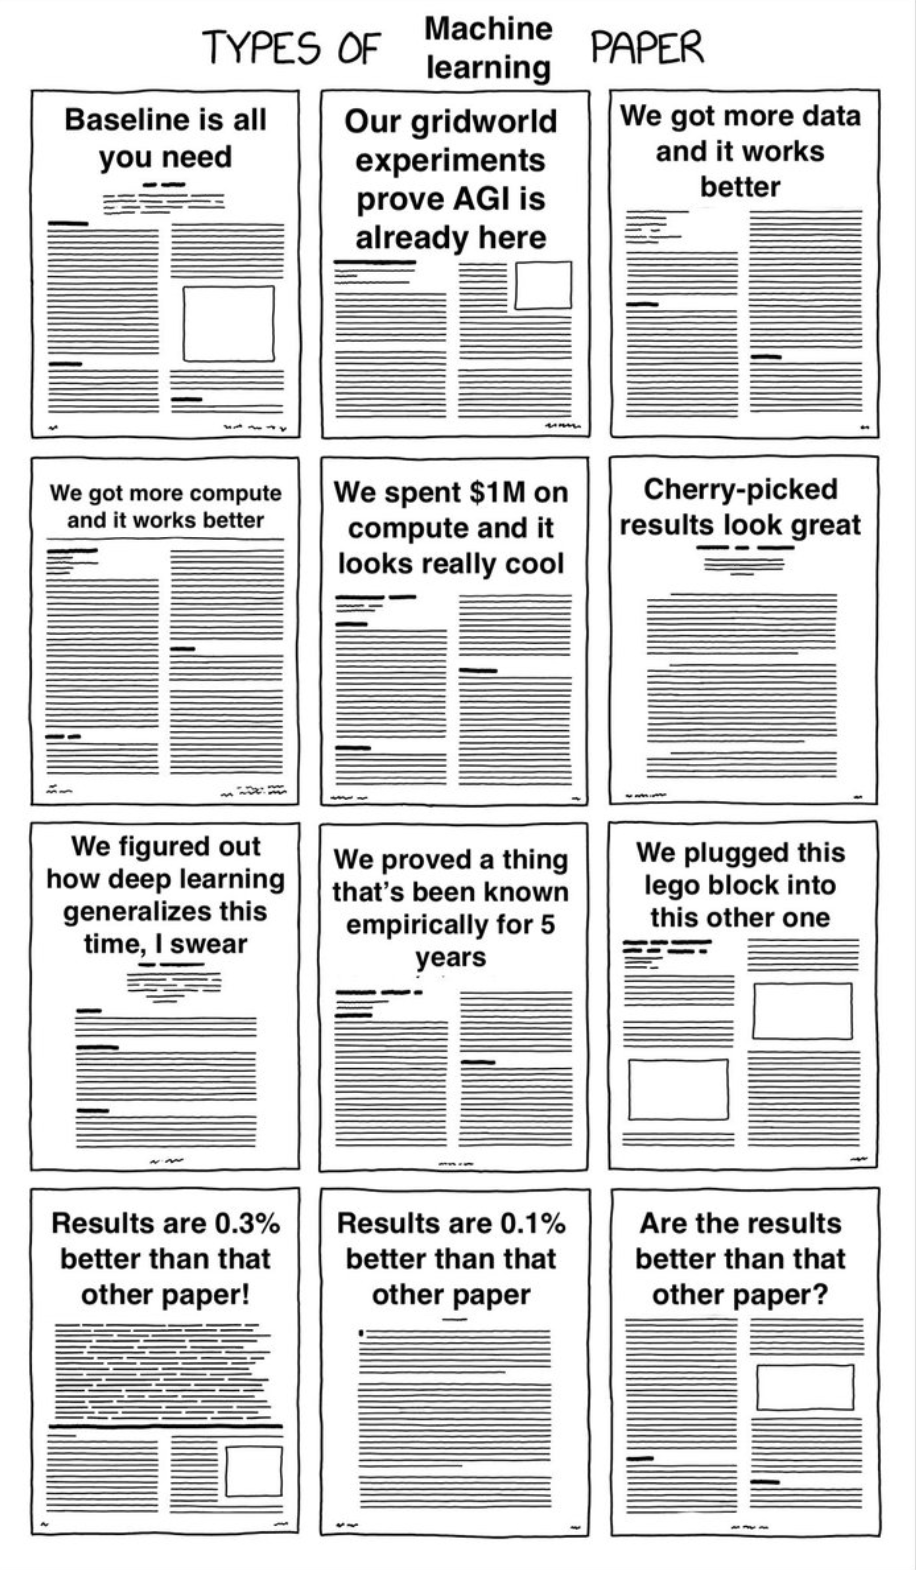 TYPES OF Machine learning PAPER
Baseline is all
you need
Our gridworld
experiments
prove AGI is
already here
We got more data
and it works
better
We got more compute
and it works better
We spent $1M on
compute and it
looks really cool
Cherry-picked
results look great
We figured out
how deep learning
generalizes this
time, I swear
We proved a thing
that's been known
empirically for 5
years
We plugged this
lego block into
this other one
Results are 0.3%
better than that
other paper!
Results are 0.1%
better than that
other paper
Are the results
better than that
other paper?